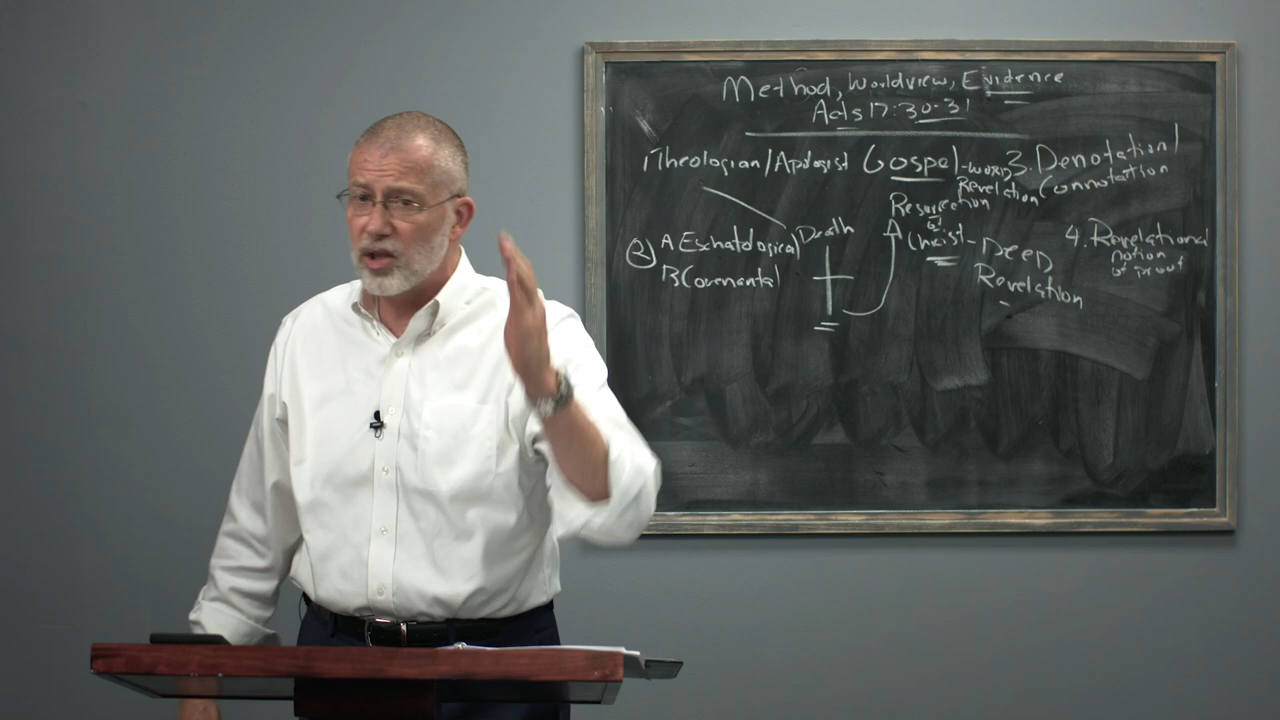 Method, Worldview, Evidence
Acts 17:30-31
1Theologian/Apologist Gospel-word
Revelation
3. Denotation/
Connotation
Resurrection
of
Christ - Deed
Revelation
Death
② A Eschatological
B Covenantal
4. Revelational
notion
of proof